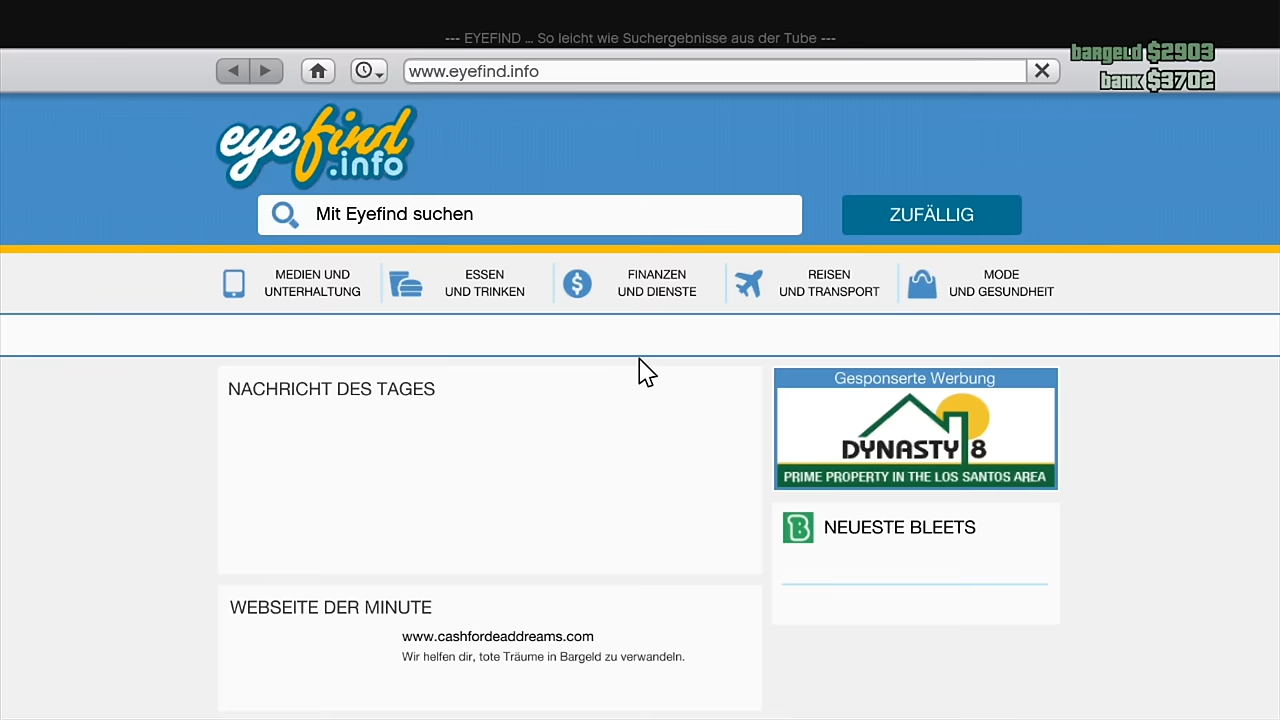 --- EYEFIND ... So leicht wie Suchergebnisse aus der Tube ---
bargeld $2903
www.eyefind.info
bank $3702
eyefind
.info
Mit Eyefind suchen
ZUFÄLLIG
MEDIEN UND
UNTERHALTUNG
ESSEN
UND TRINKEN
FINANZEN
UND DIENSTE
REISEN
UND TRANSPORT
MODE
UND GESUNDHEIT
NACHRICHT DES TAGES
Gesponserte Werbung
DYNASTY 8
PRIME PROPERTY IN THE LOS SANTOS AREA
B NEUESTE BLEETS
WEBSEITE DER MINUTE
www.cashfordeaddreams.com
Wir helfen dir, tote Träume in Bargeld zu verwandeln.